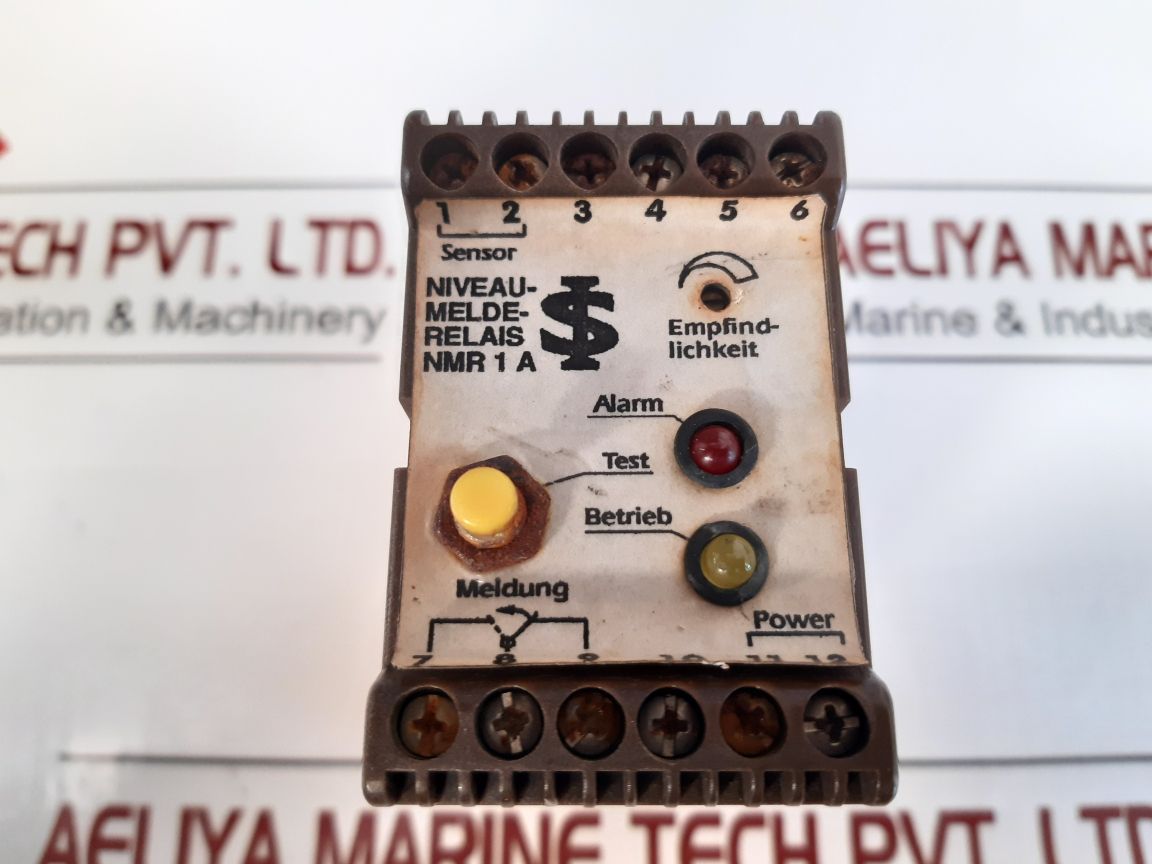 1 2 3 4 5 6
Sensor
NIVEAU-
MELDE-
RELAIS
NMR 1 A
Empfind-
lichkeit
Alarm
Test
Betrieb
Meldung
Power
7 8 9 10 11 12
ECH PVT. LTD.
ation & Machinery
AELIYA MAR
Marine & Indus
AELIYA MARINE TECH PVT. LTD